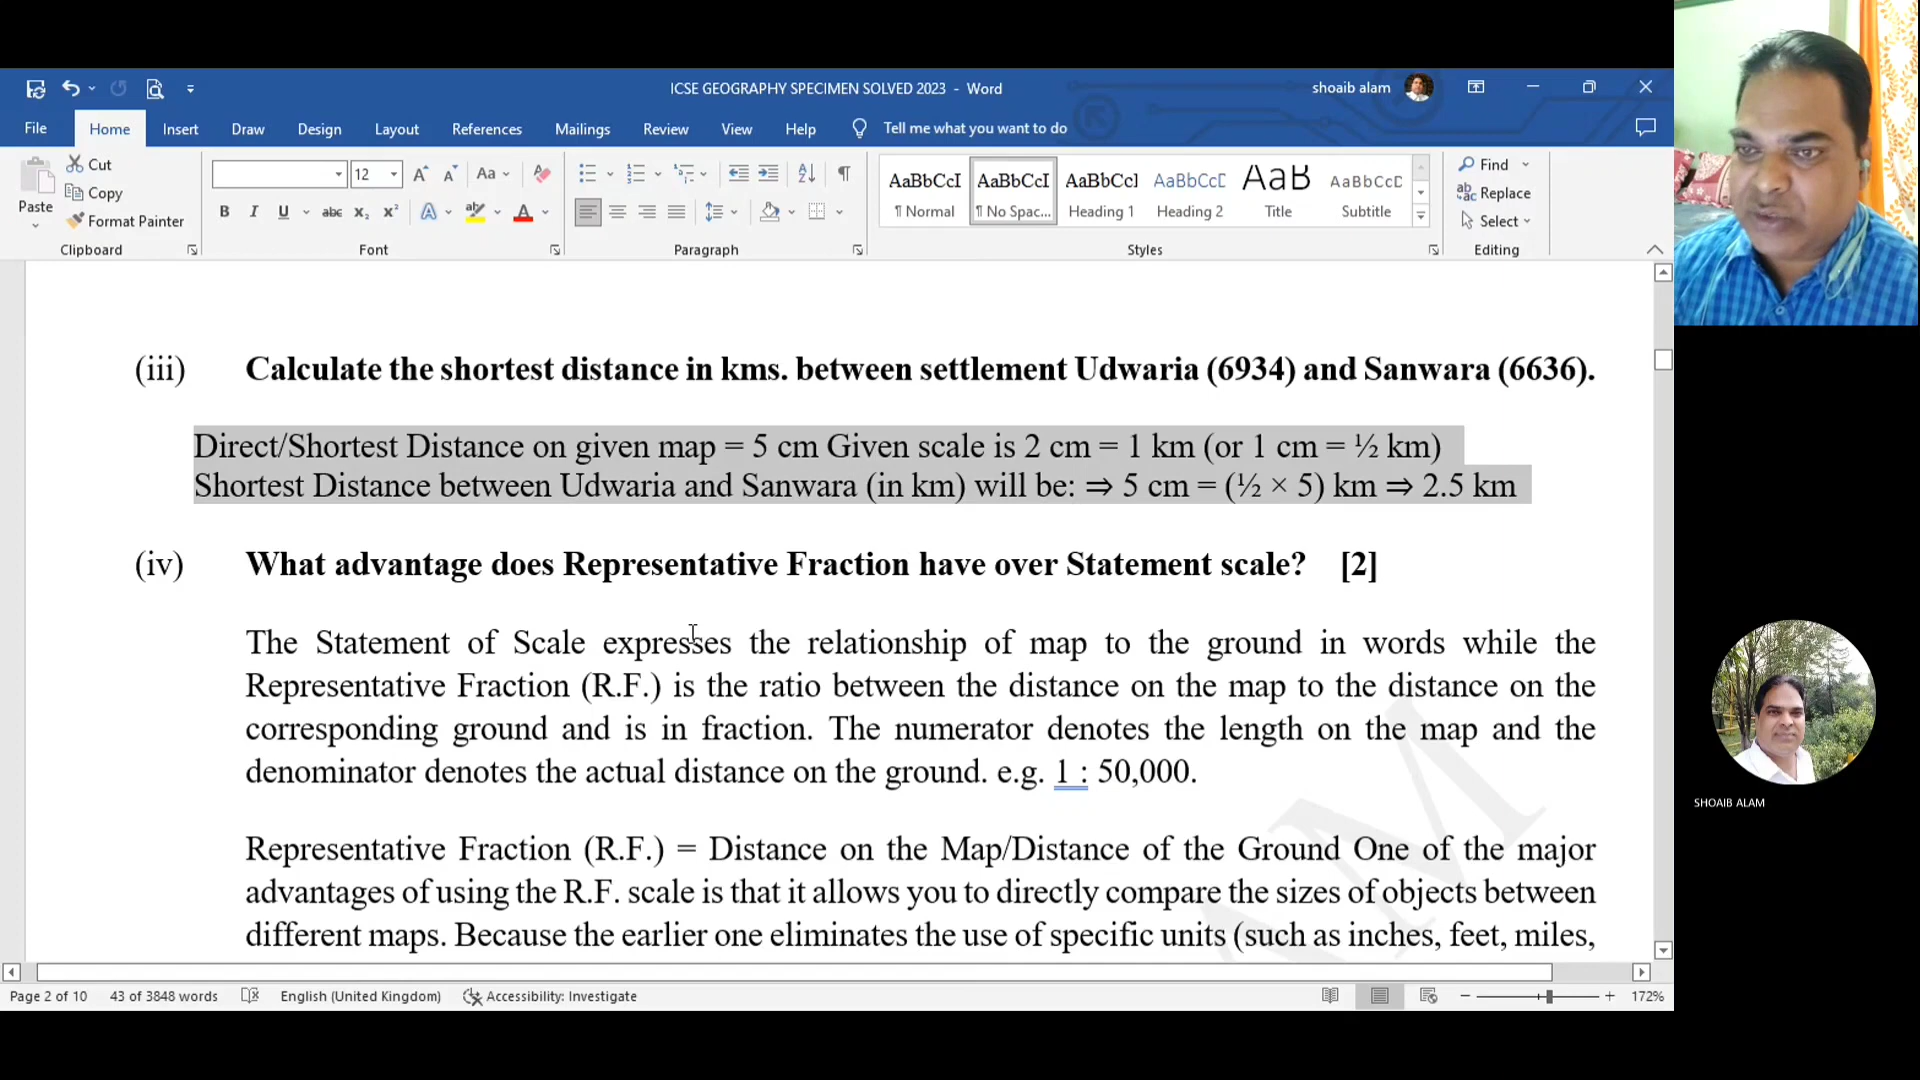 ICSE GEOGRAPHY SPECIMEN SOLVED 2023 - Word
shoaib alam
File Home Insert Draw Design Layout References Mailings Review View Help Tell me what you want to do
Paste
Cut
Copy
Format Painter
Clipboard
12
Aa
B I U abc x₂ x² A A
Font
Paragraph
AaBbCcI AaBbCcI AaBbCcI AaBbCcC AaB AaBbCcC
¶ Normal ¶ No Spac... Heading 1 Heading 2 Title Subtitle
Styles
Find
Replace
Select
Editing
(iii) Calculate the shortest distance in kms. between settlement Udwaria (6934) and Sanwara (6636).
Direct/Shortest Distance on given map = 5 cm Given scale is 2 cm = 1 km (or 1 cm = ½ km)
Shortest Distance between Udwaria and Sanwara (in km) will be: ⇒ 5 cm = (½ × 5) km ⇒ 2.5 km
(iv) What advantage does Representative Fraction have over Statement scale? [2]
The Statement of Scale expresses the relationship of map to the ground in words while the
Representative Fraction (R.F.) is the ratio between the distance on the map to the distance on the
corresponding ground and is in fraction. The numerator denotes the length on the map and the
denominator denotes the actual distance on the ground. e.g. 1 : 50,000.
Representative Fraction (R.F.) = Distance on the Map/Distance of the Ground One of the major
advantages of using the R.F. scale is that it allows you to directly compare the sizes of objects between
different maps. Because the earlier one eliminates the use of specific units (such as inches, feet, miles,
AM
Page 2 of 10 43 of 3848 words English (United Kingdom) Accessibility: Investigate 172%
SHOAIB ALAM